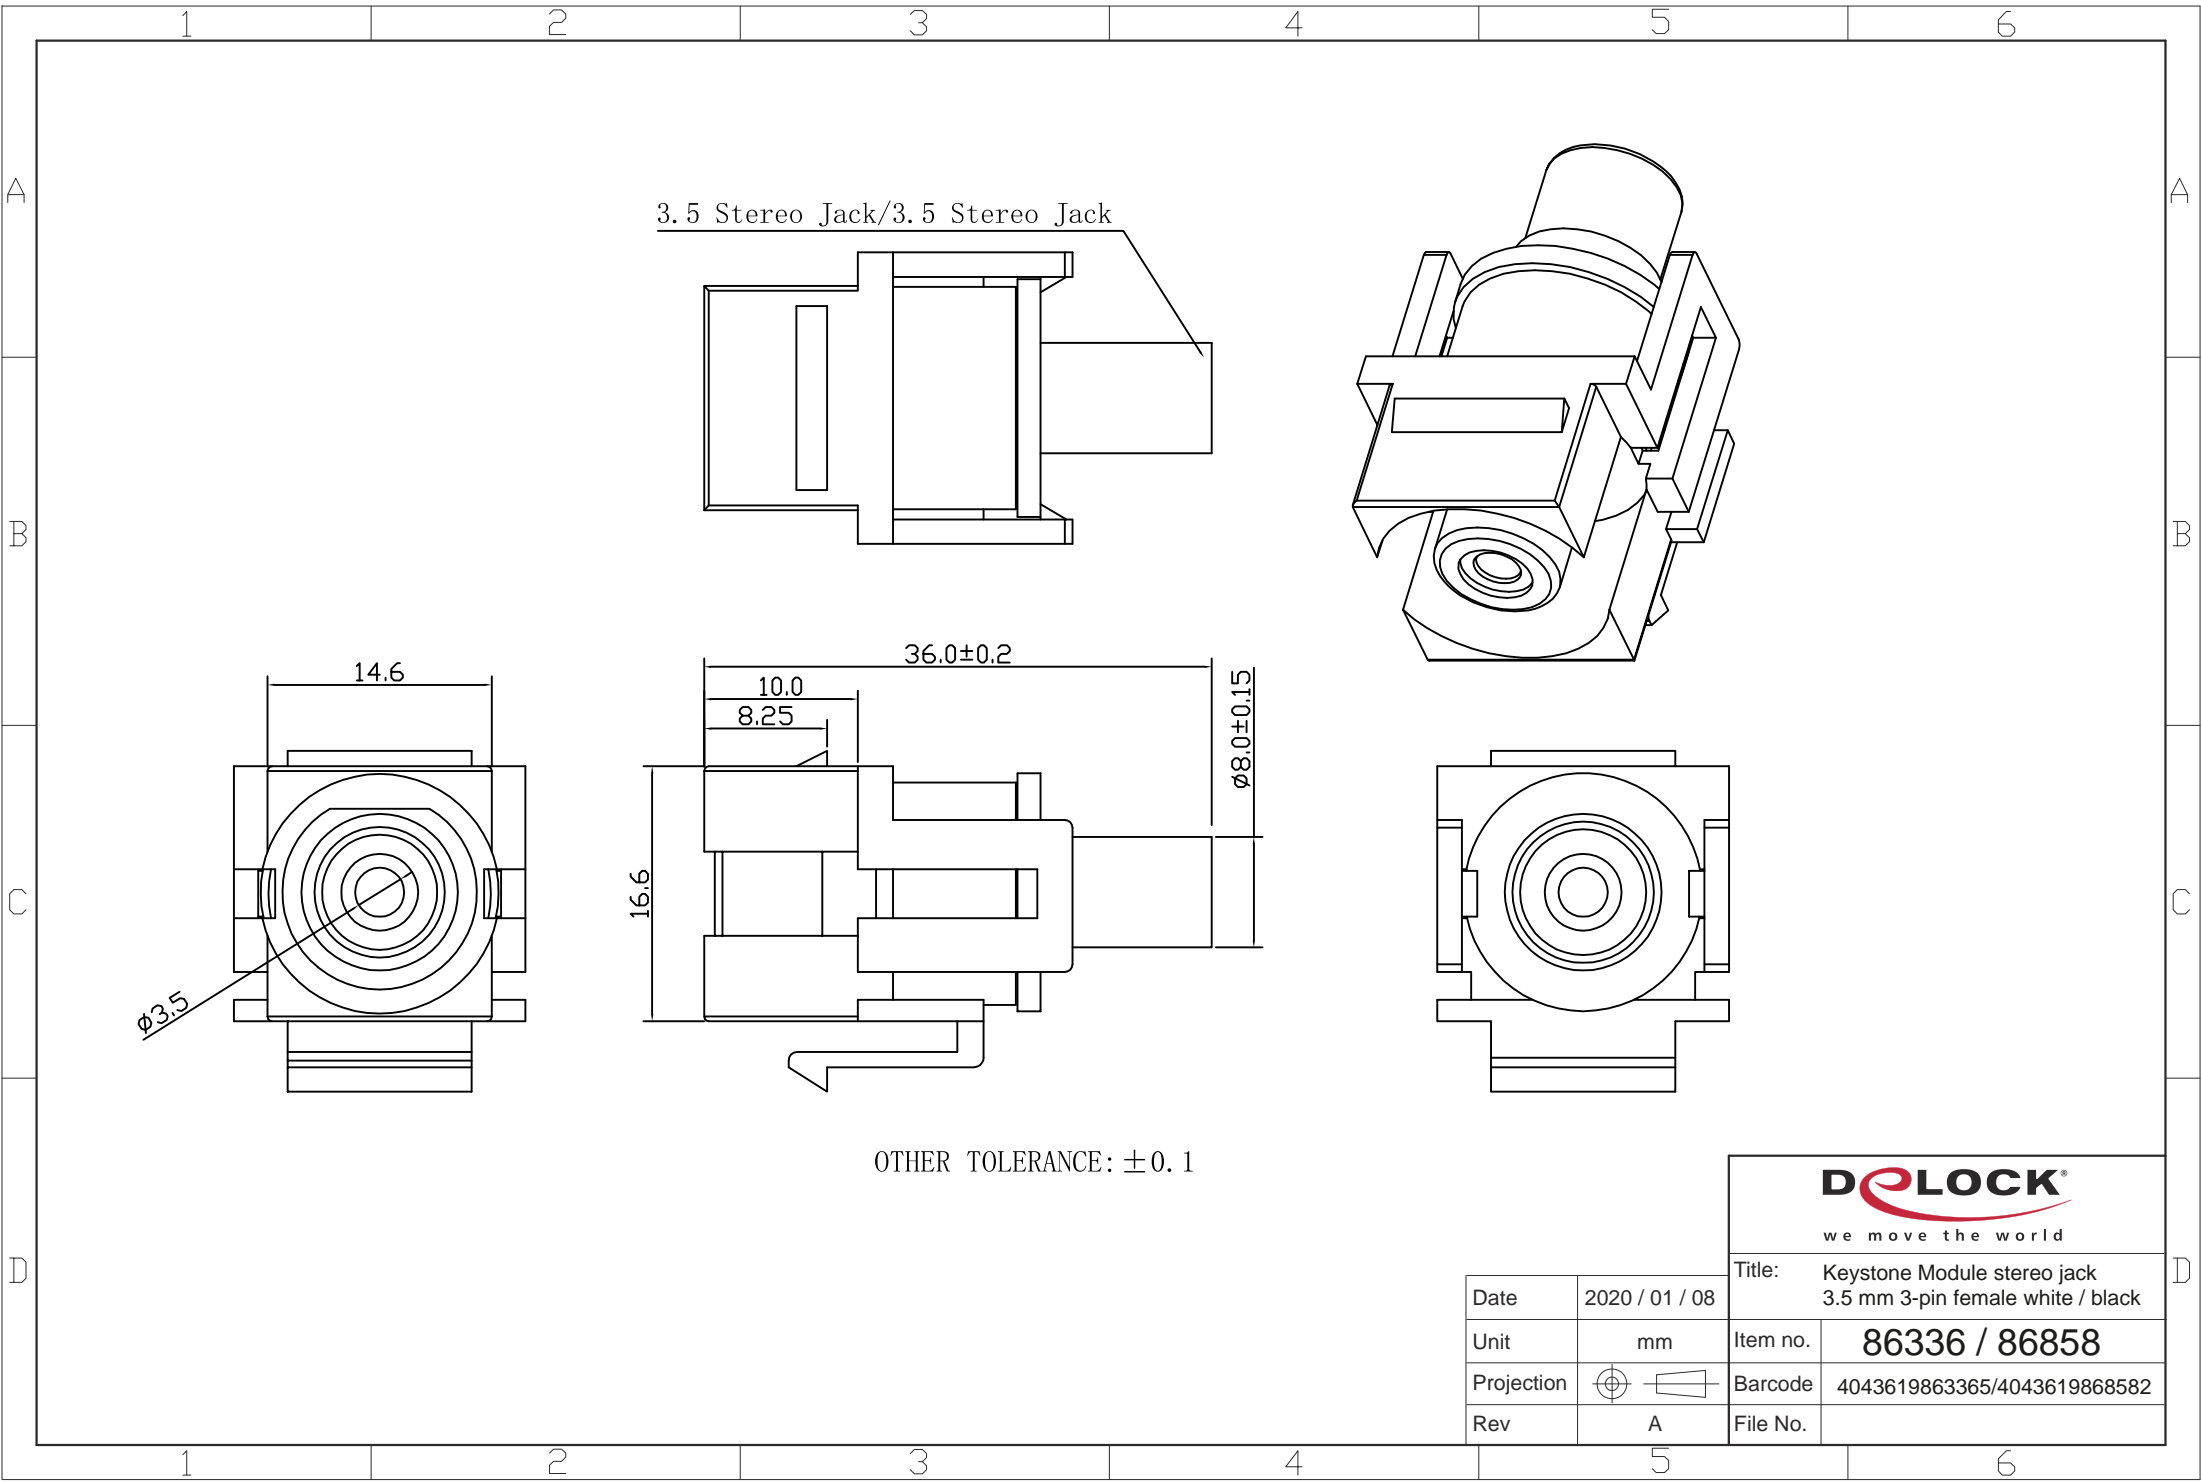 1 2 3 4 5 6
A A
3.5 Stereo Jack/3.5 Stereo Jack
B B
36.0±0.2
14.6
10.0
8.25
ø8.0±0.15
16.6
C C
ø3.5
OTHER TOLERANCE: ±0.1
DELOCK®
we move the world
D D
Title: Keystone Module stereo jack
3.5 mm 3-pin female white / black
Date 2020 / 01 / 08
Unit mm
Item no. 86336 / 86858
Projection
Barcode 4043619863365/4043619868582
Rev A
File No.
1 2 3 4 5 6